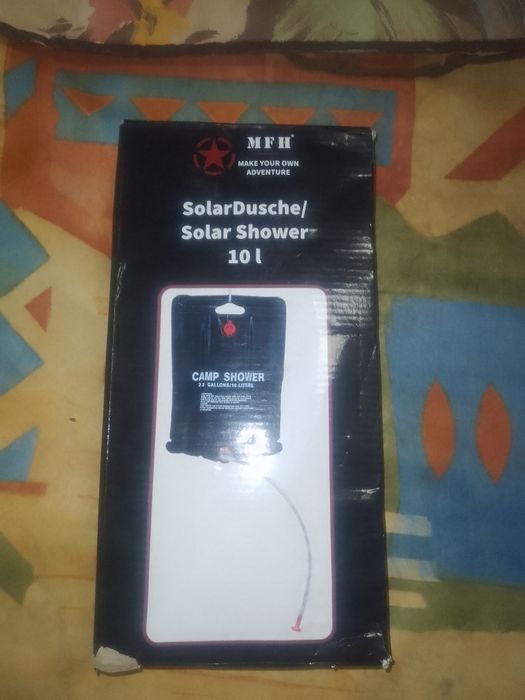 MFH®
MAKE YOUR OWN
ADVENTURE
SolarDusche/
Solar Shower
10 l
CAMP SHOWER